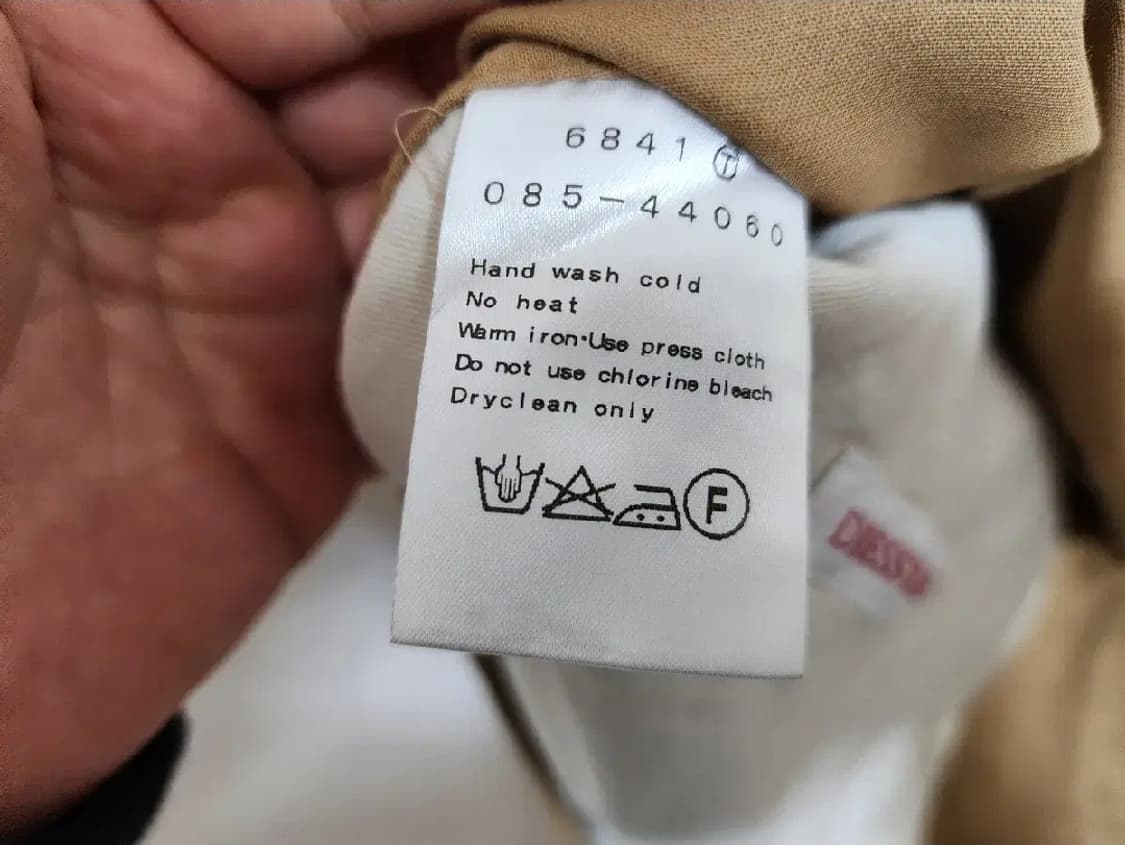 6841 Ⓣ
085-44060
Hand wash cold
No heat
Warm iron·Use press cloth
Do not use chlorine bleach
Dryclean only
F